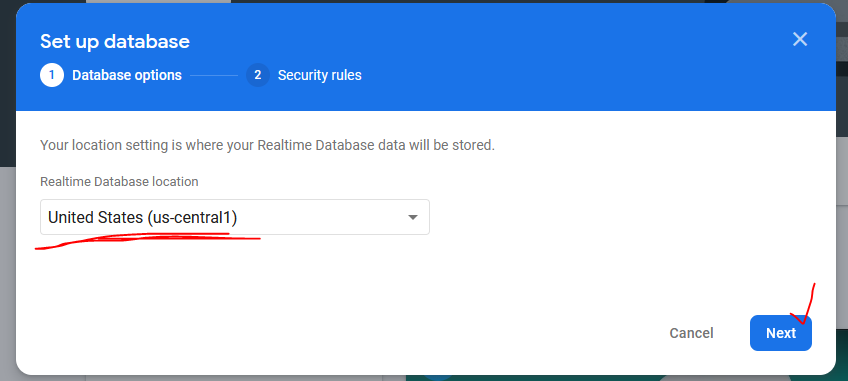 Set up database
1 Database options 2 Security rules
Your location setting is where your Realtime Database data will be stored.
Realtime Database location
United States (us-central1)
Cancel Next